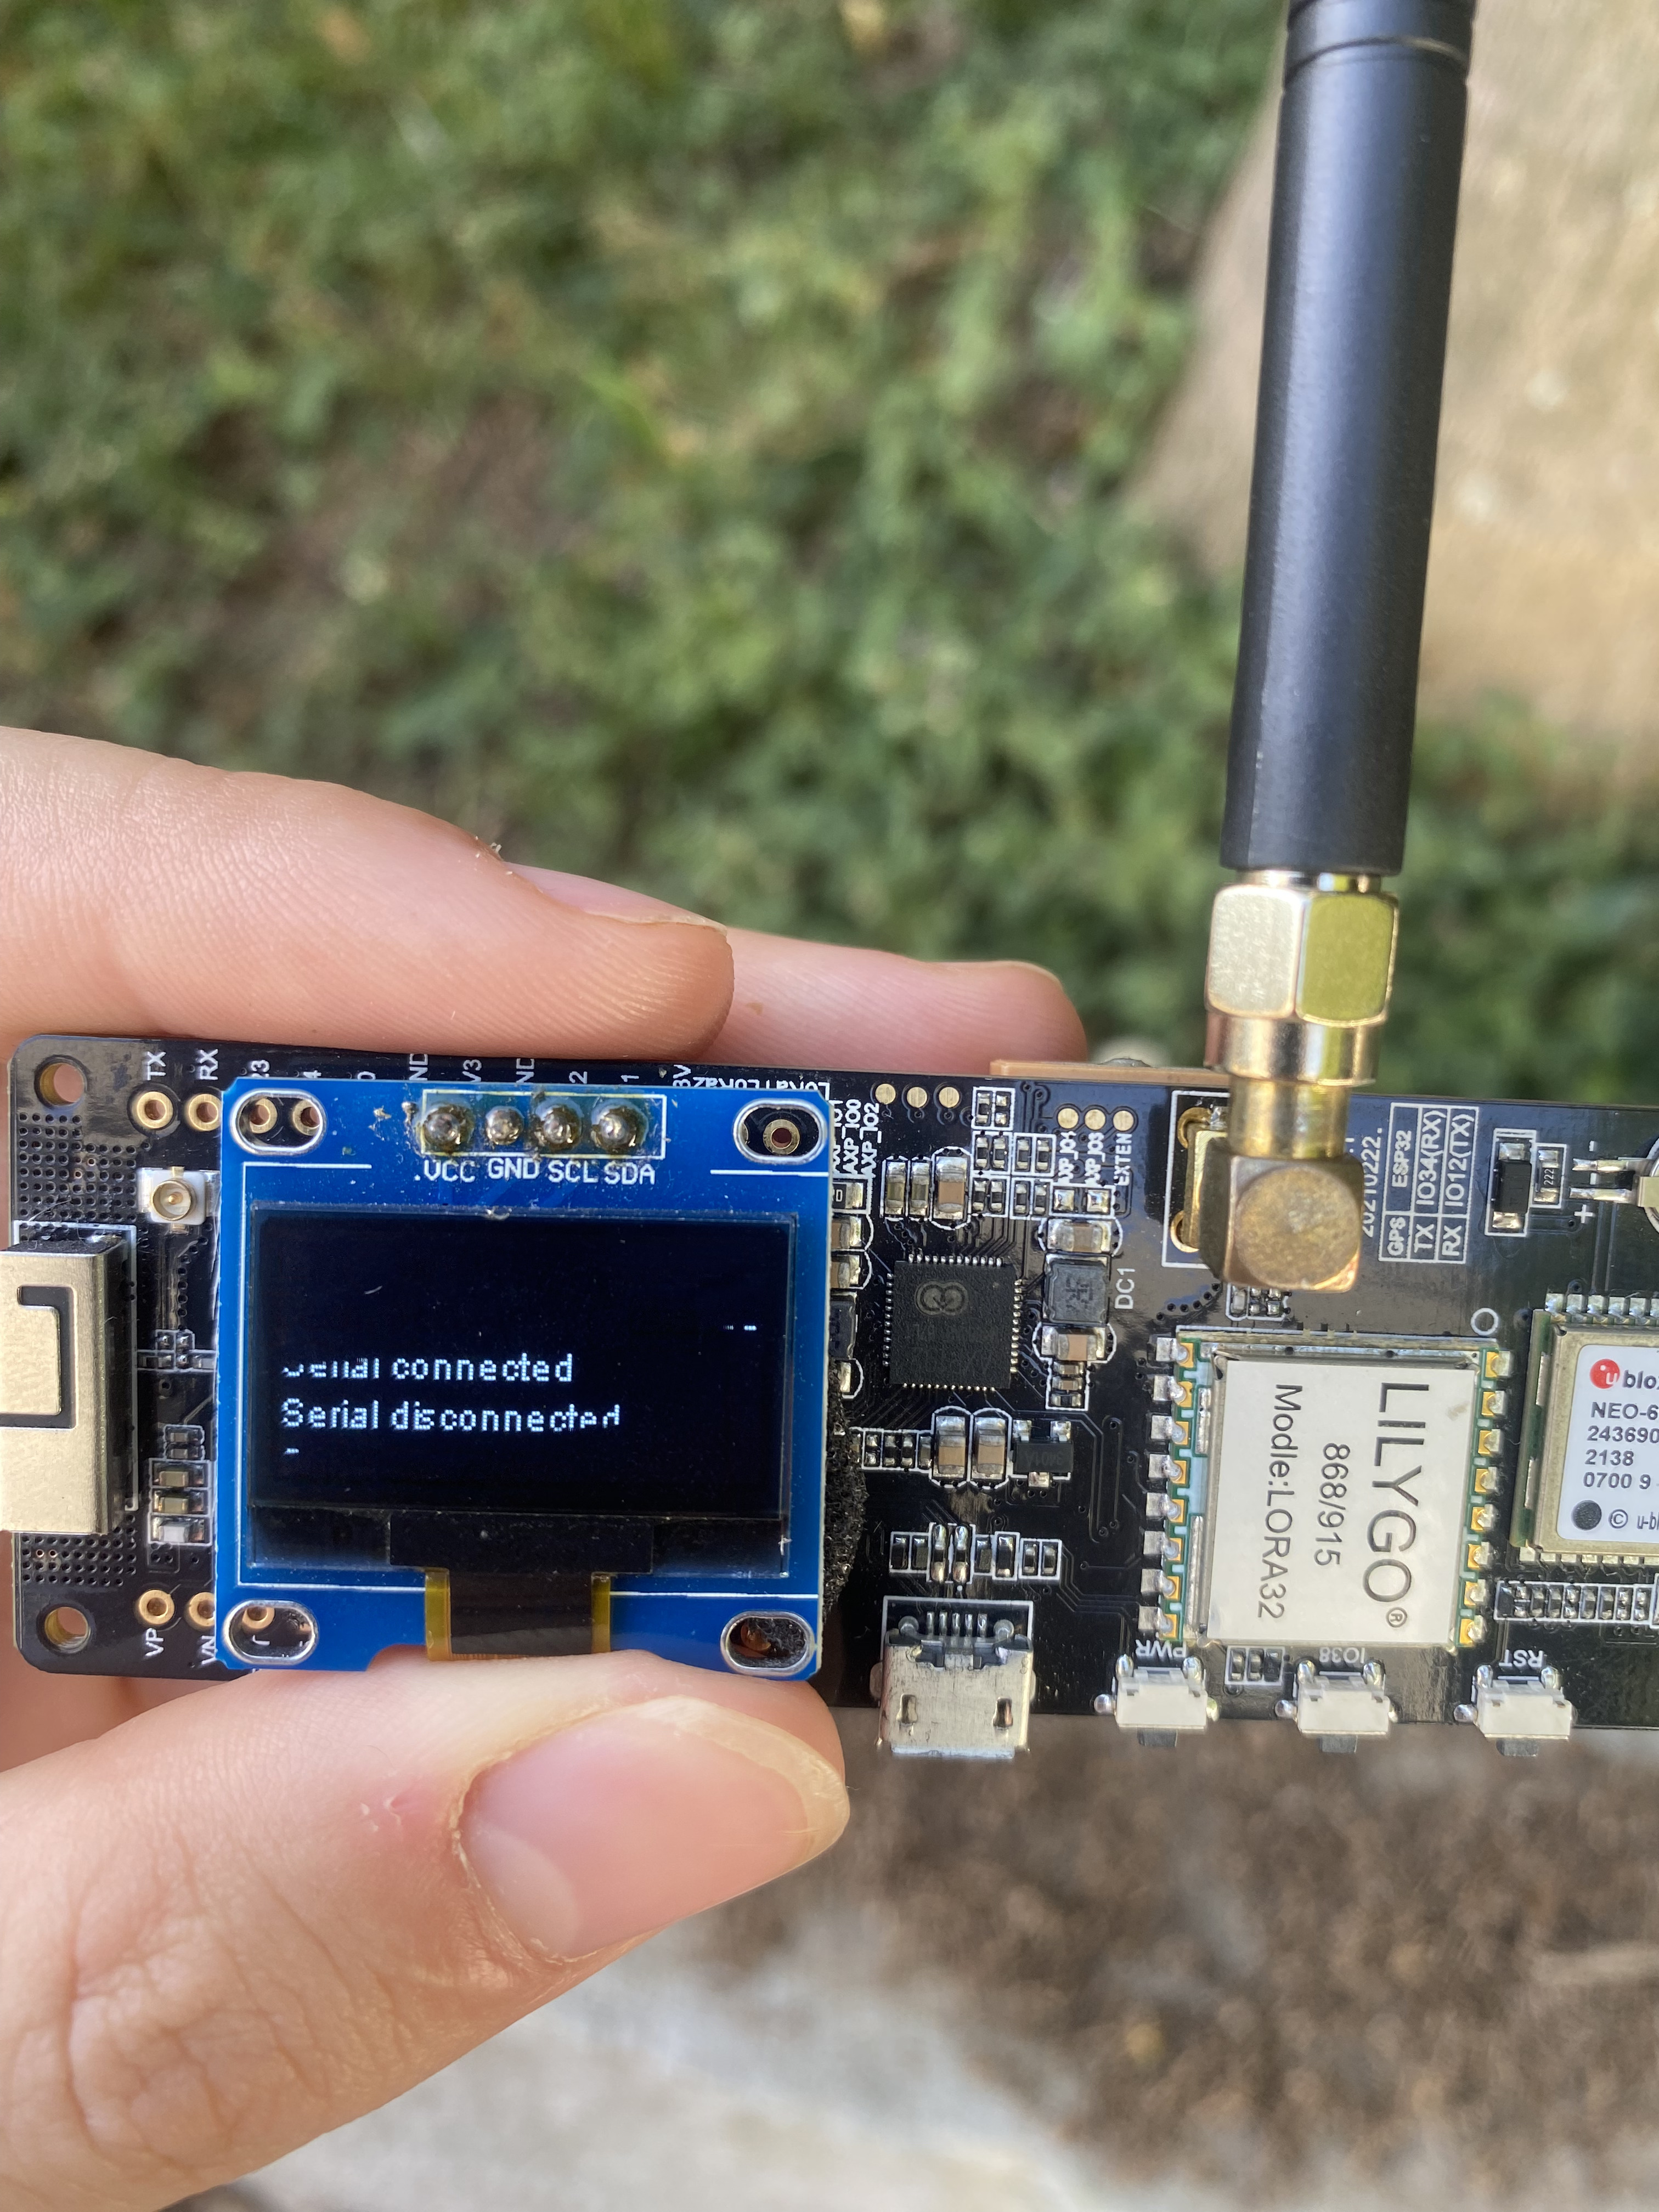 TX
RX
.VCC GND SCL SDA
Serial connected
Serial disconnected
VP
VN
AXP_IO0
AXP_IO2
EXTEN
DC1
20210222.
GPS ESP32
TX IO34(RX)
RX IO12(TX)
222
LILYGO®
868/915
Modle:LORA32
u blox
NEO-6
243690
2138
0700 9
© u-bl
PWR
IO38
RST